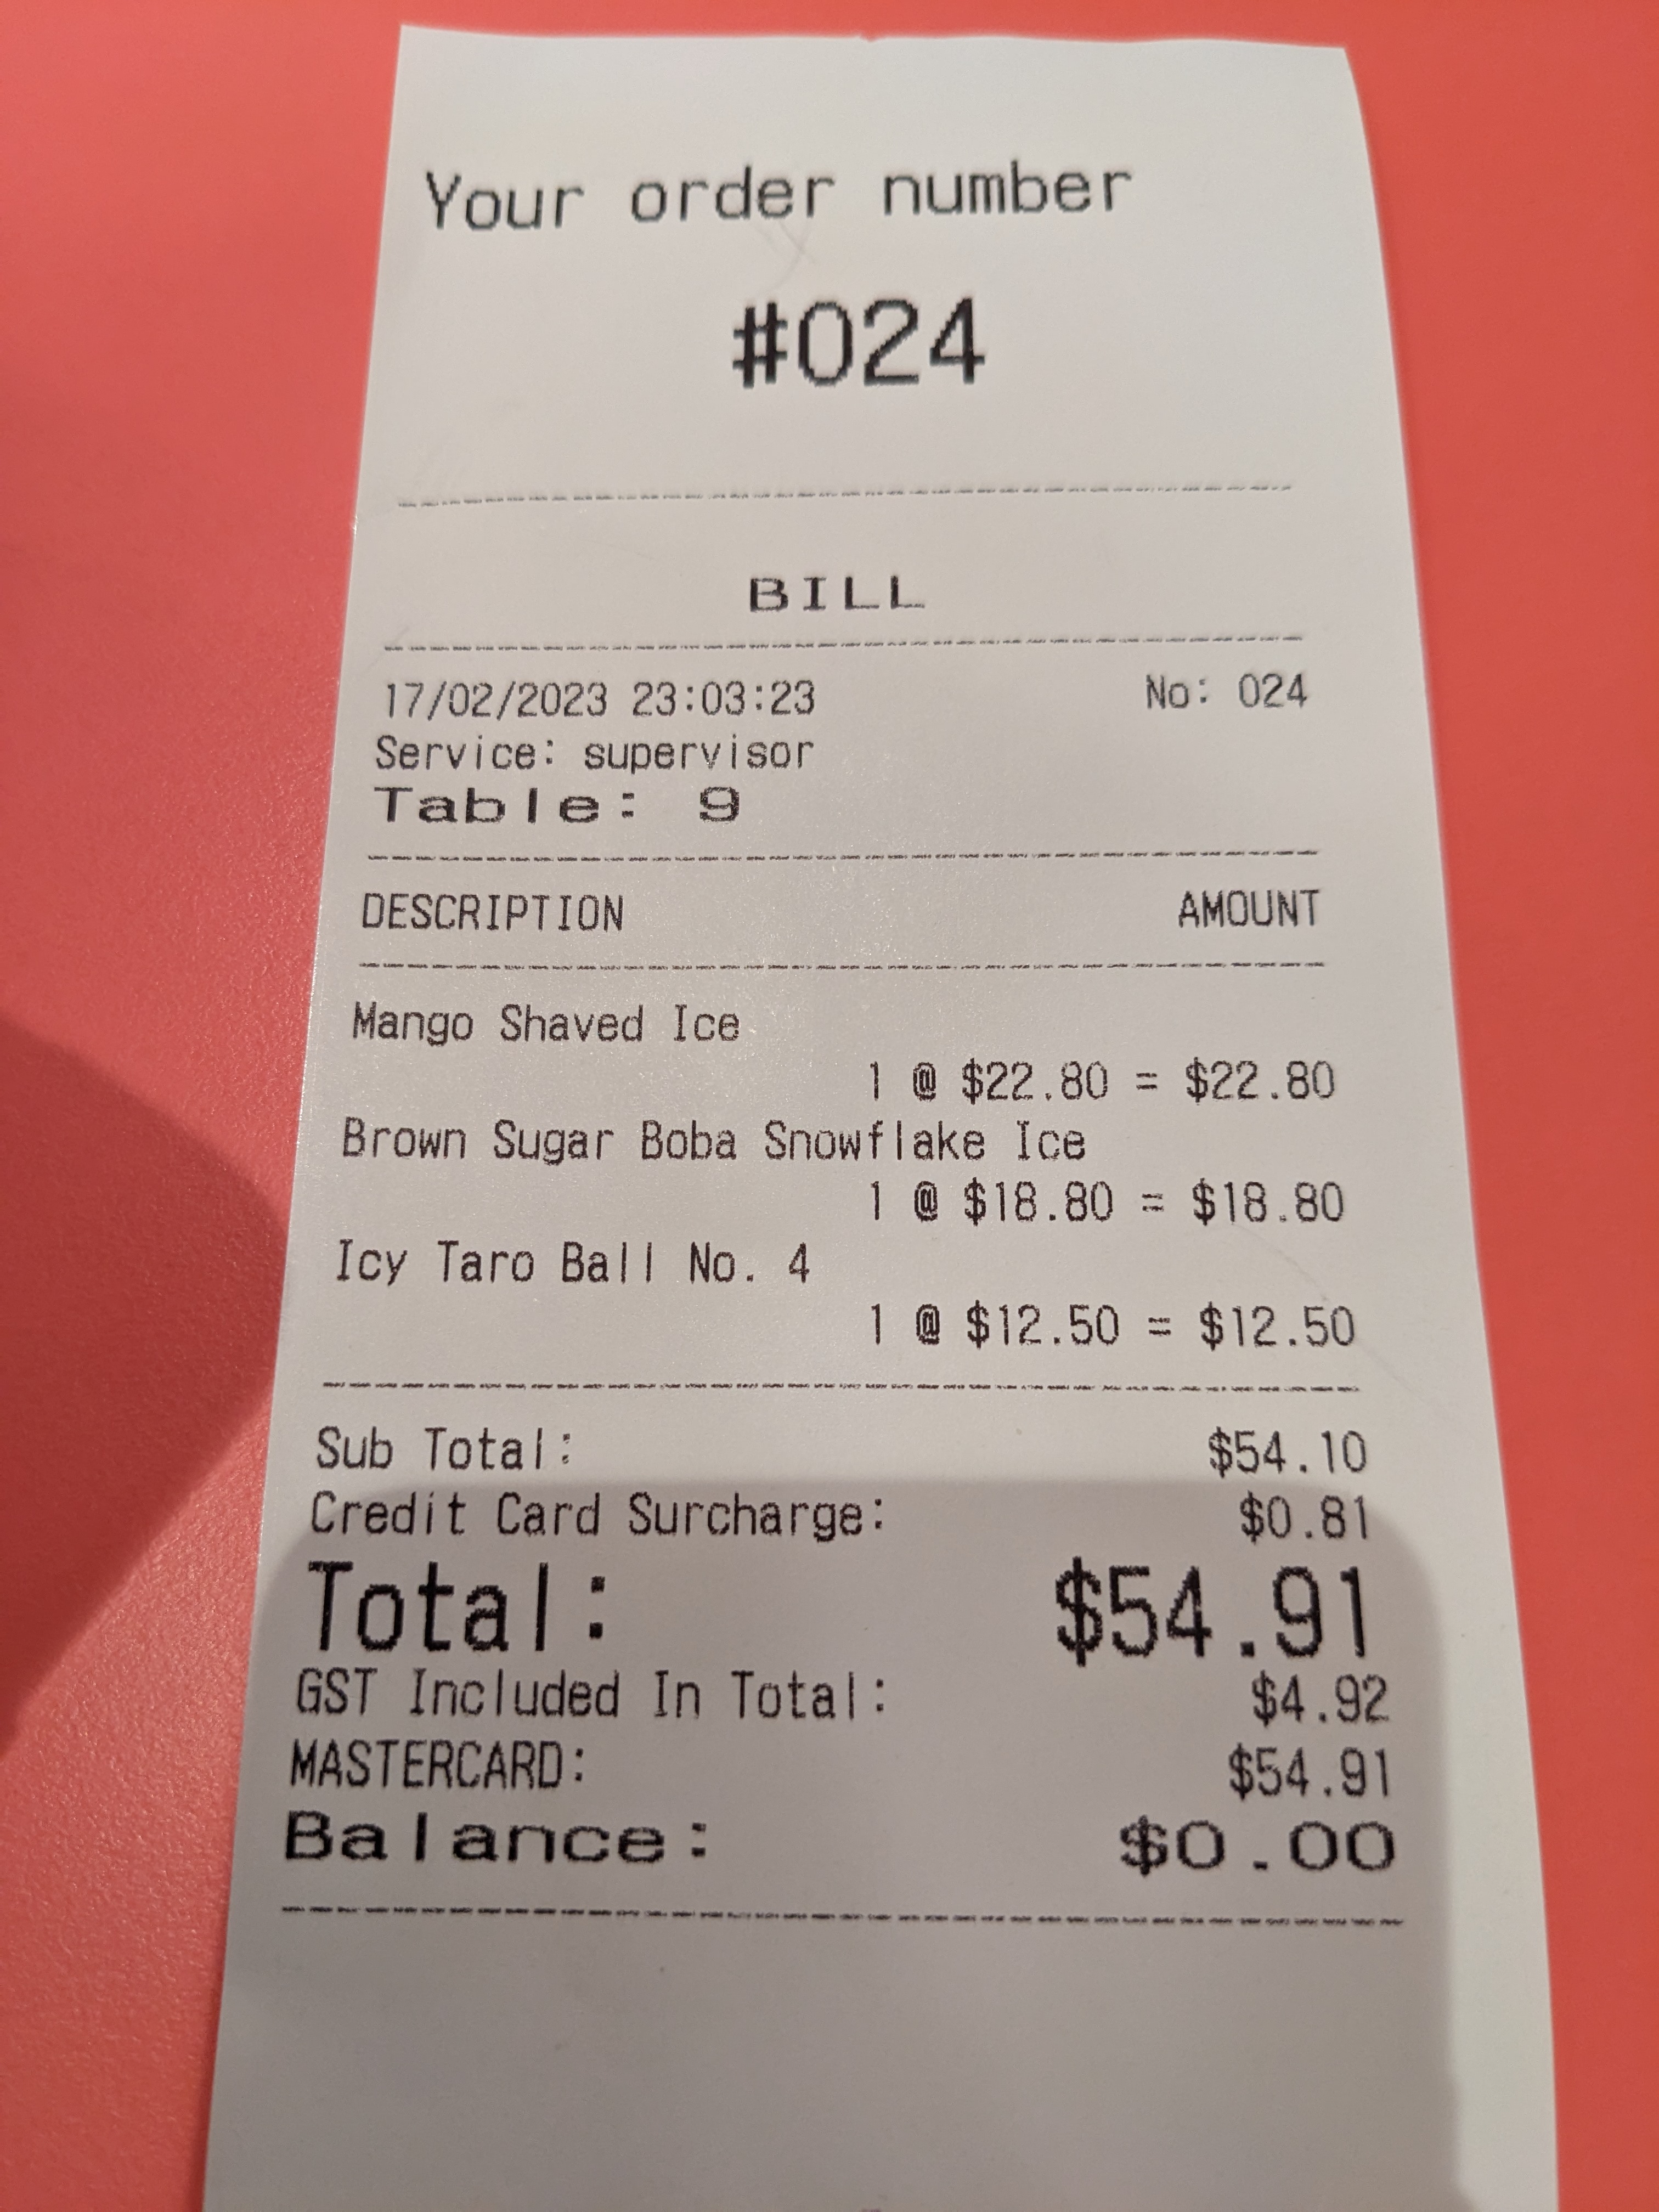 Your order number
#024
BILL
17/02/2023 23:03:23 No: 024
Service: supervisor
Table: 9
DESCRIPTION AMOUNT
Mango Shaved Ice
1 @ $22.80 = $22.80
Brown Sugar Boba Snowflake Ice
1 @ $18.80 = $18.80
Icy Taro Ball No. 4
1 @ $12.50 = $12.50
Sub Total: $54.10
Credit Card Surcharge: $0.81
Total: $54.91
GST Included In Total: $4.92
MASTERCARD: $54.91
Balance: $0.00